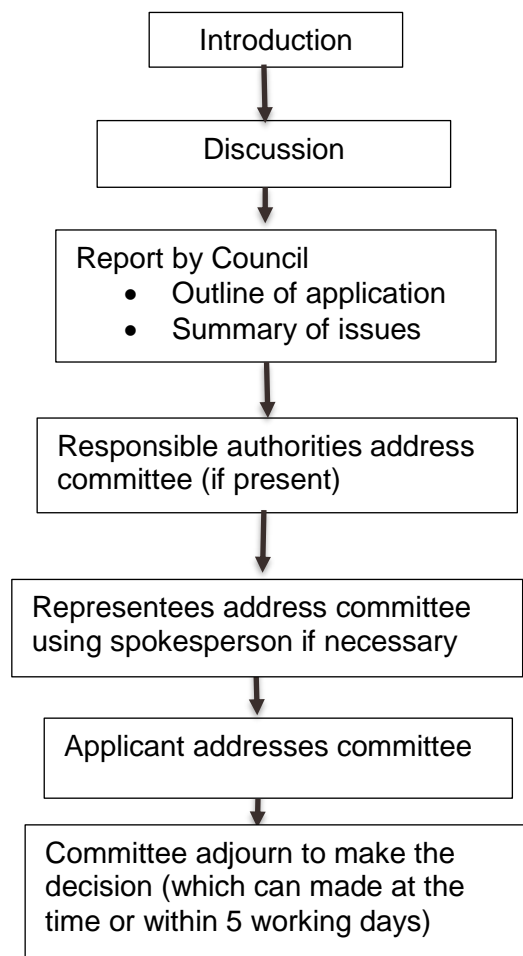 Introduction
Discussion
Report by Council
• Outline of application
• Summary of issues
Responsible authorities address
committee (if present)
Representees address committee
using spokesperson if necessary
Applicant addresses committee
Committee adjourn to make the
decision (which can made at the
time or within 5 working days)